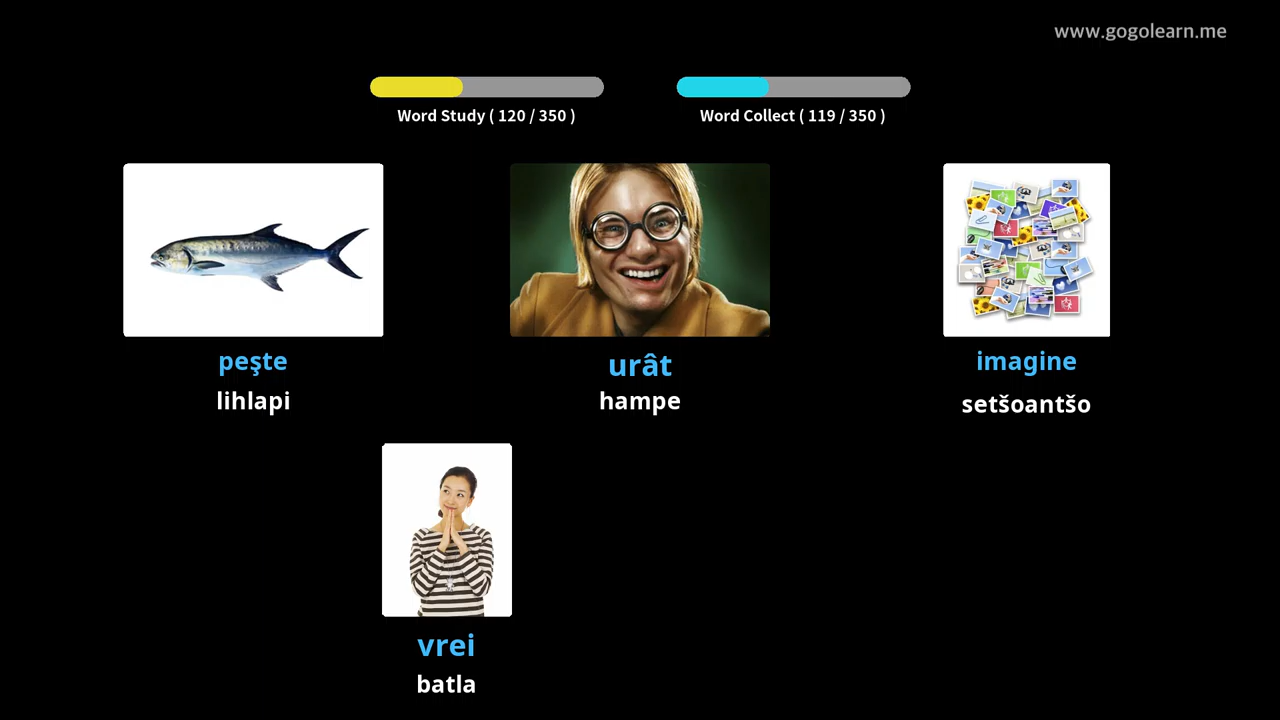 www.gogolearn.me
Word Study ( 120 / 350 )
Word Collect ( 119 / 350 )
peşte
urât
imagine
lihlapi
hampe
setšoantšo
vrei
batla